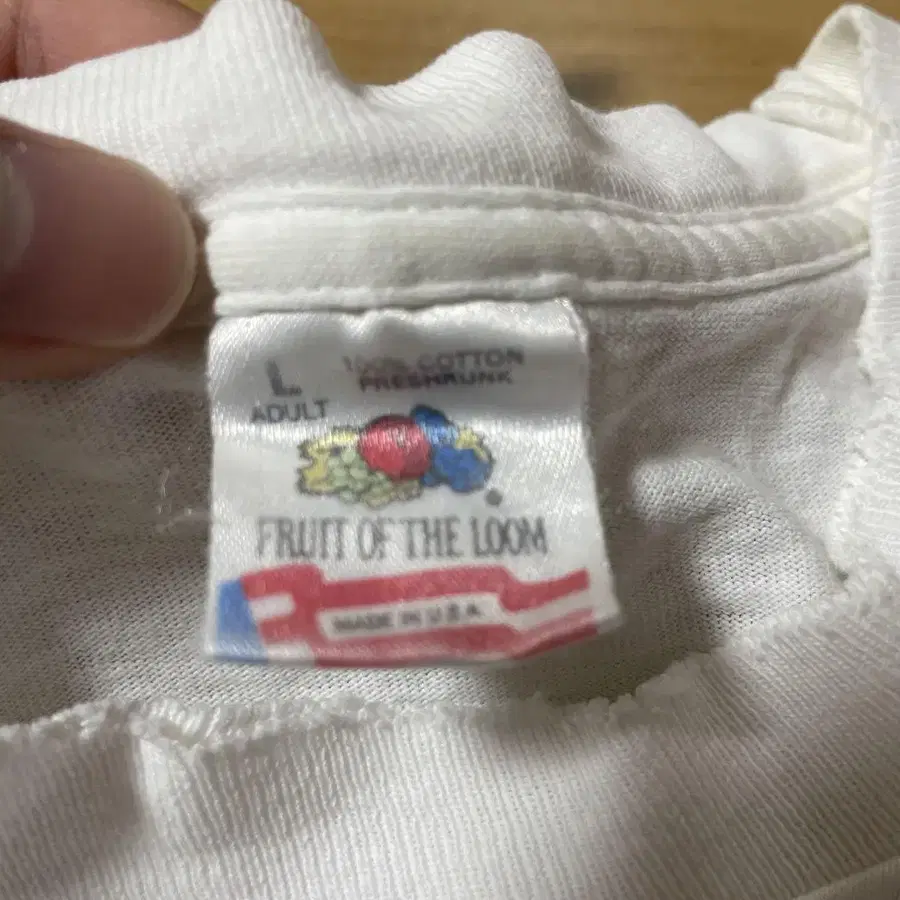 L
ADULT
100% COTTON
PRESHRUNK
FRUIT OF THE LOOM
MADE IN U.S.A.